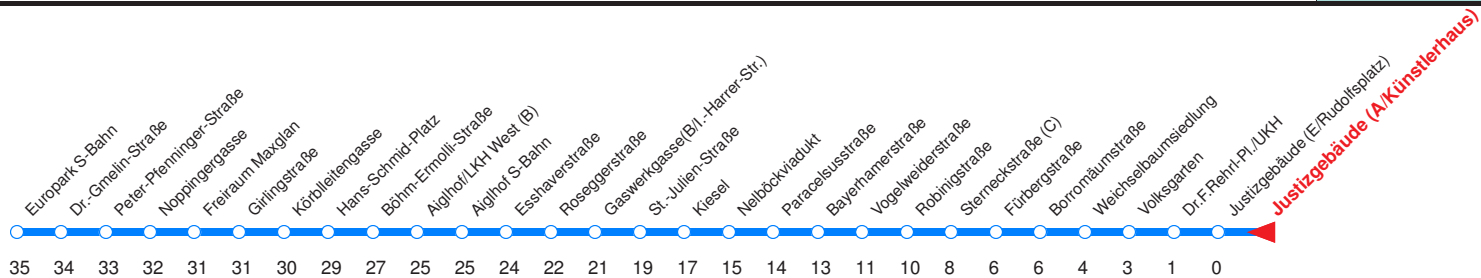 Europark S-Bahn
Dr.-Gmelin-Straße
Peter-Pfenninger-Straße
Noppingergasse
Freiraum Maxglan
Girlingstraße
Körblleitengasse
Hans-Schmid-Platz
Böhm-Ermolli-Straße
Aiglhof/LKH West (B)
Aiglhof S-Bahn
Esshaverstraße
Roseggerstraße
Gaswerkgasse(B/I.-Harrer-Str.)
St.-Julien-Straße
Kiesel
Nelböckviadukt
Paracelsusstraße
Bayerhamerstraße
Vogelweiderstraße
Robinigstraße
Sterneckstraße (C)
Fürbergstraße
Borromäumstraße
Weichselbaumsiedlung
Volksgarten
Dr.F.Rehrl-Pl./UKH
Justizgebäude (E/Rudolfsplatz)
Justizgebäude (A/Künstlerhaus)
35 34 33 32 31 31 30 29 27 25 25 24 22 21 19 17 15 14 13 11 10 8 6 6 4 3 1 0